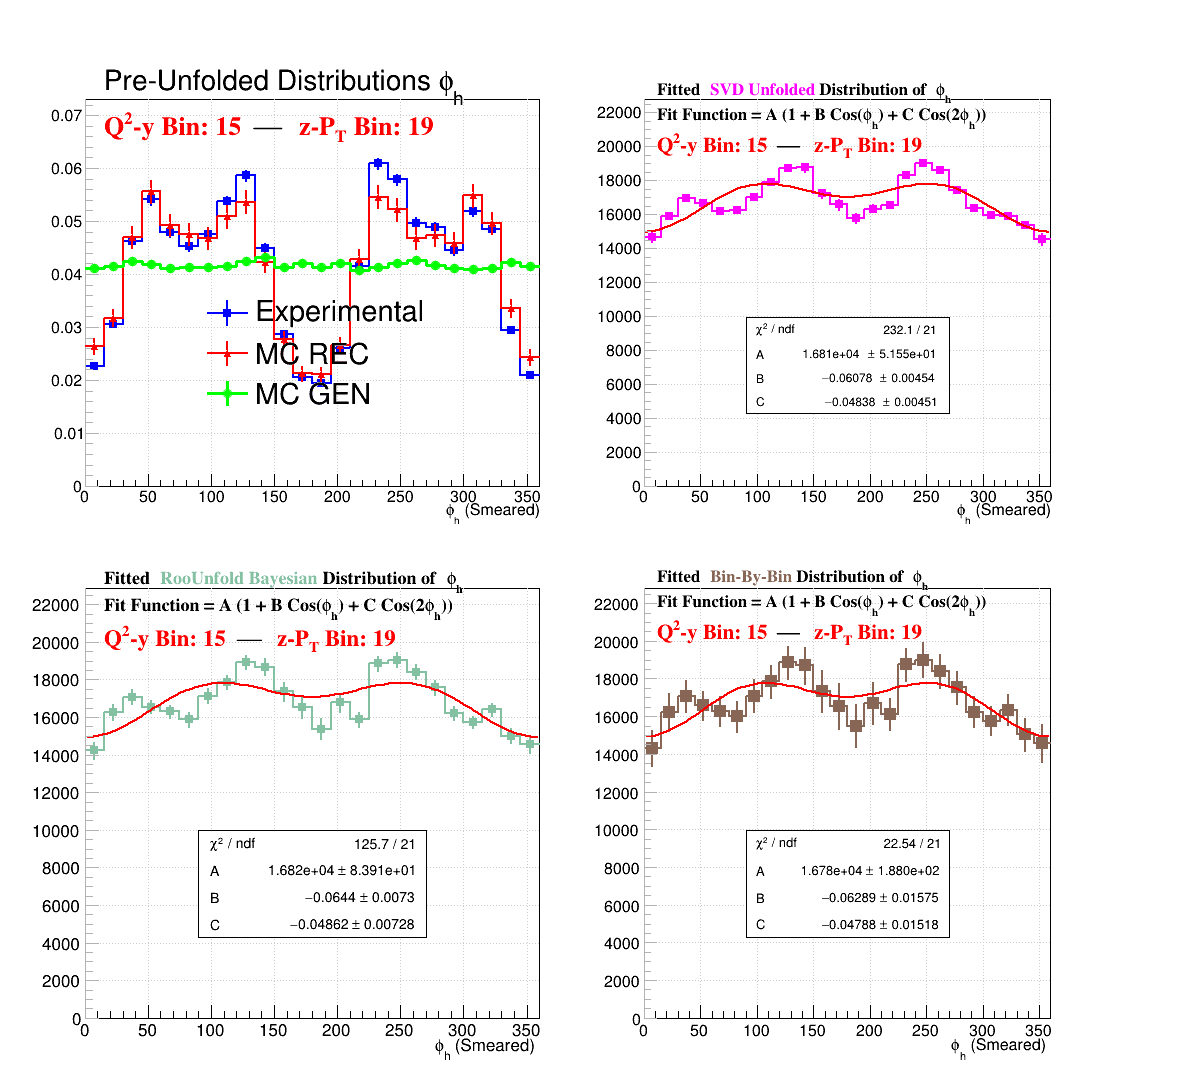 Pre-Unfolded Distributions ϕh
Q2-y Bin: 15 — z-PT Bin: 19
0.07
0.06
0.05
0.04
0.03
0.02
0.01
0
Experimental
MC REC
MC GEN
0 50 100 150 200 250 300 350
ϕh (Smeared)
Fitted SVD Unfolded Distribution of ϕh
Fit Function = A (1 + B Cos(ϕh) + C Cos(2ϕh))
Q2-y Bin: 15 — z-PT Bin: 19
22000
20000
18000
16000
14000
12000
10000
8000
6000
4000
2000
0
χ2 / ndf 232.1 / 21
A 1.681e+04 ± 5.155e+01
B −0.06078 ± 0.00454
C −0.04838 ± 0.00451
0 50 100 150 200 250 300 350
ϕh (Smeared)
Fitted RooUnfold Bayesian Distribution of ϕh
Fit Function = A (1 + B Cos(ϕh) + C Cos(2ϕh))
Q2-y Bin: 15 — z-PT Bin: 19
22000
20000
18000
16000
14000
12000
10000
8000
6000
4000
2000
0
χ2 / ndf 125.7 / 21
A 1.682e+04 ± 8.391e+01
B −0.0644 ± 0.0073
C −0.04862 ± 0.00728
0 50 100 150 200 250 300 350
ϕh (Smeared)
Fitted Bin-By-Bin Distribution of ϕh
Fit Function = A (1 + B Cos(ϕh) + C Cos(2ϕh))
Q2-y Bin: 15 — z-PT Bin: 19
22000
20000
18000
16000
14000
12000
10000
8000
6000
4000
2000
0
χ2 / ndf 22.54 / 21
A 1.678e+04 ± 1.880e+02
B −0.06289 ± 0.01575
C −0.04788 ± 0.01518
0 50 100 150 200 250 300 350
ϕh (Smeared)